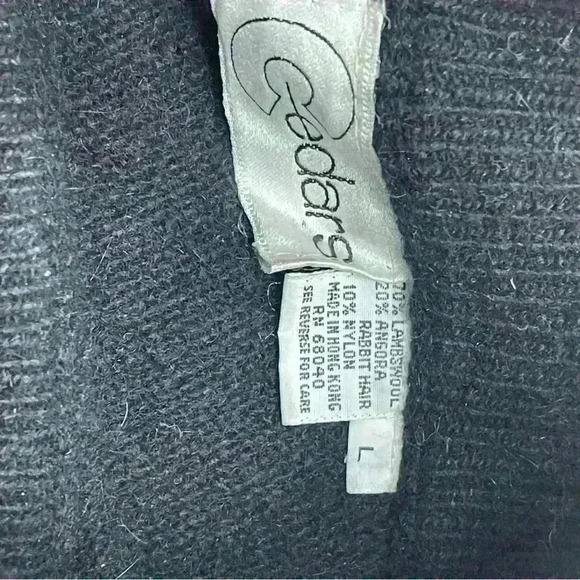 Cedars
70% LAMBSWOOL
20% ANGORA
RABBIT HAIR
10% NYLON
MADE IN HONG KONG
RN 68040
SEE REVERSE FOR CARE
L